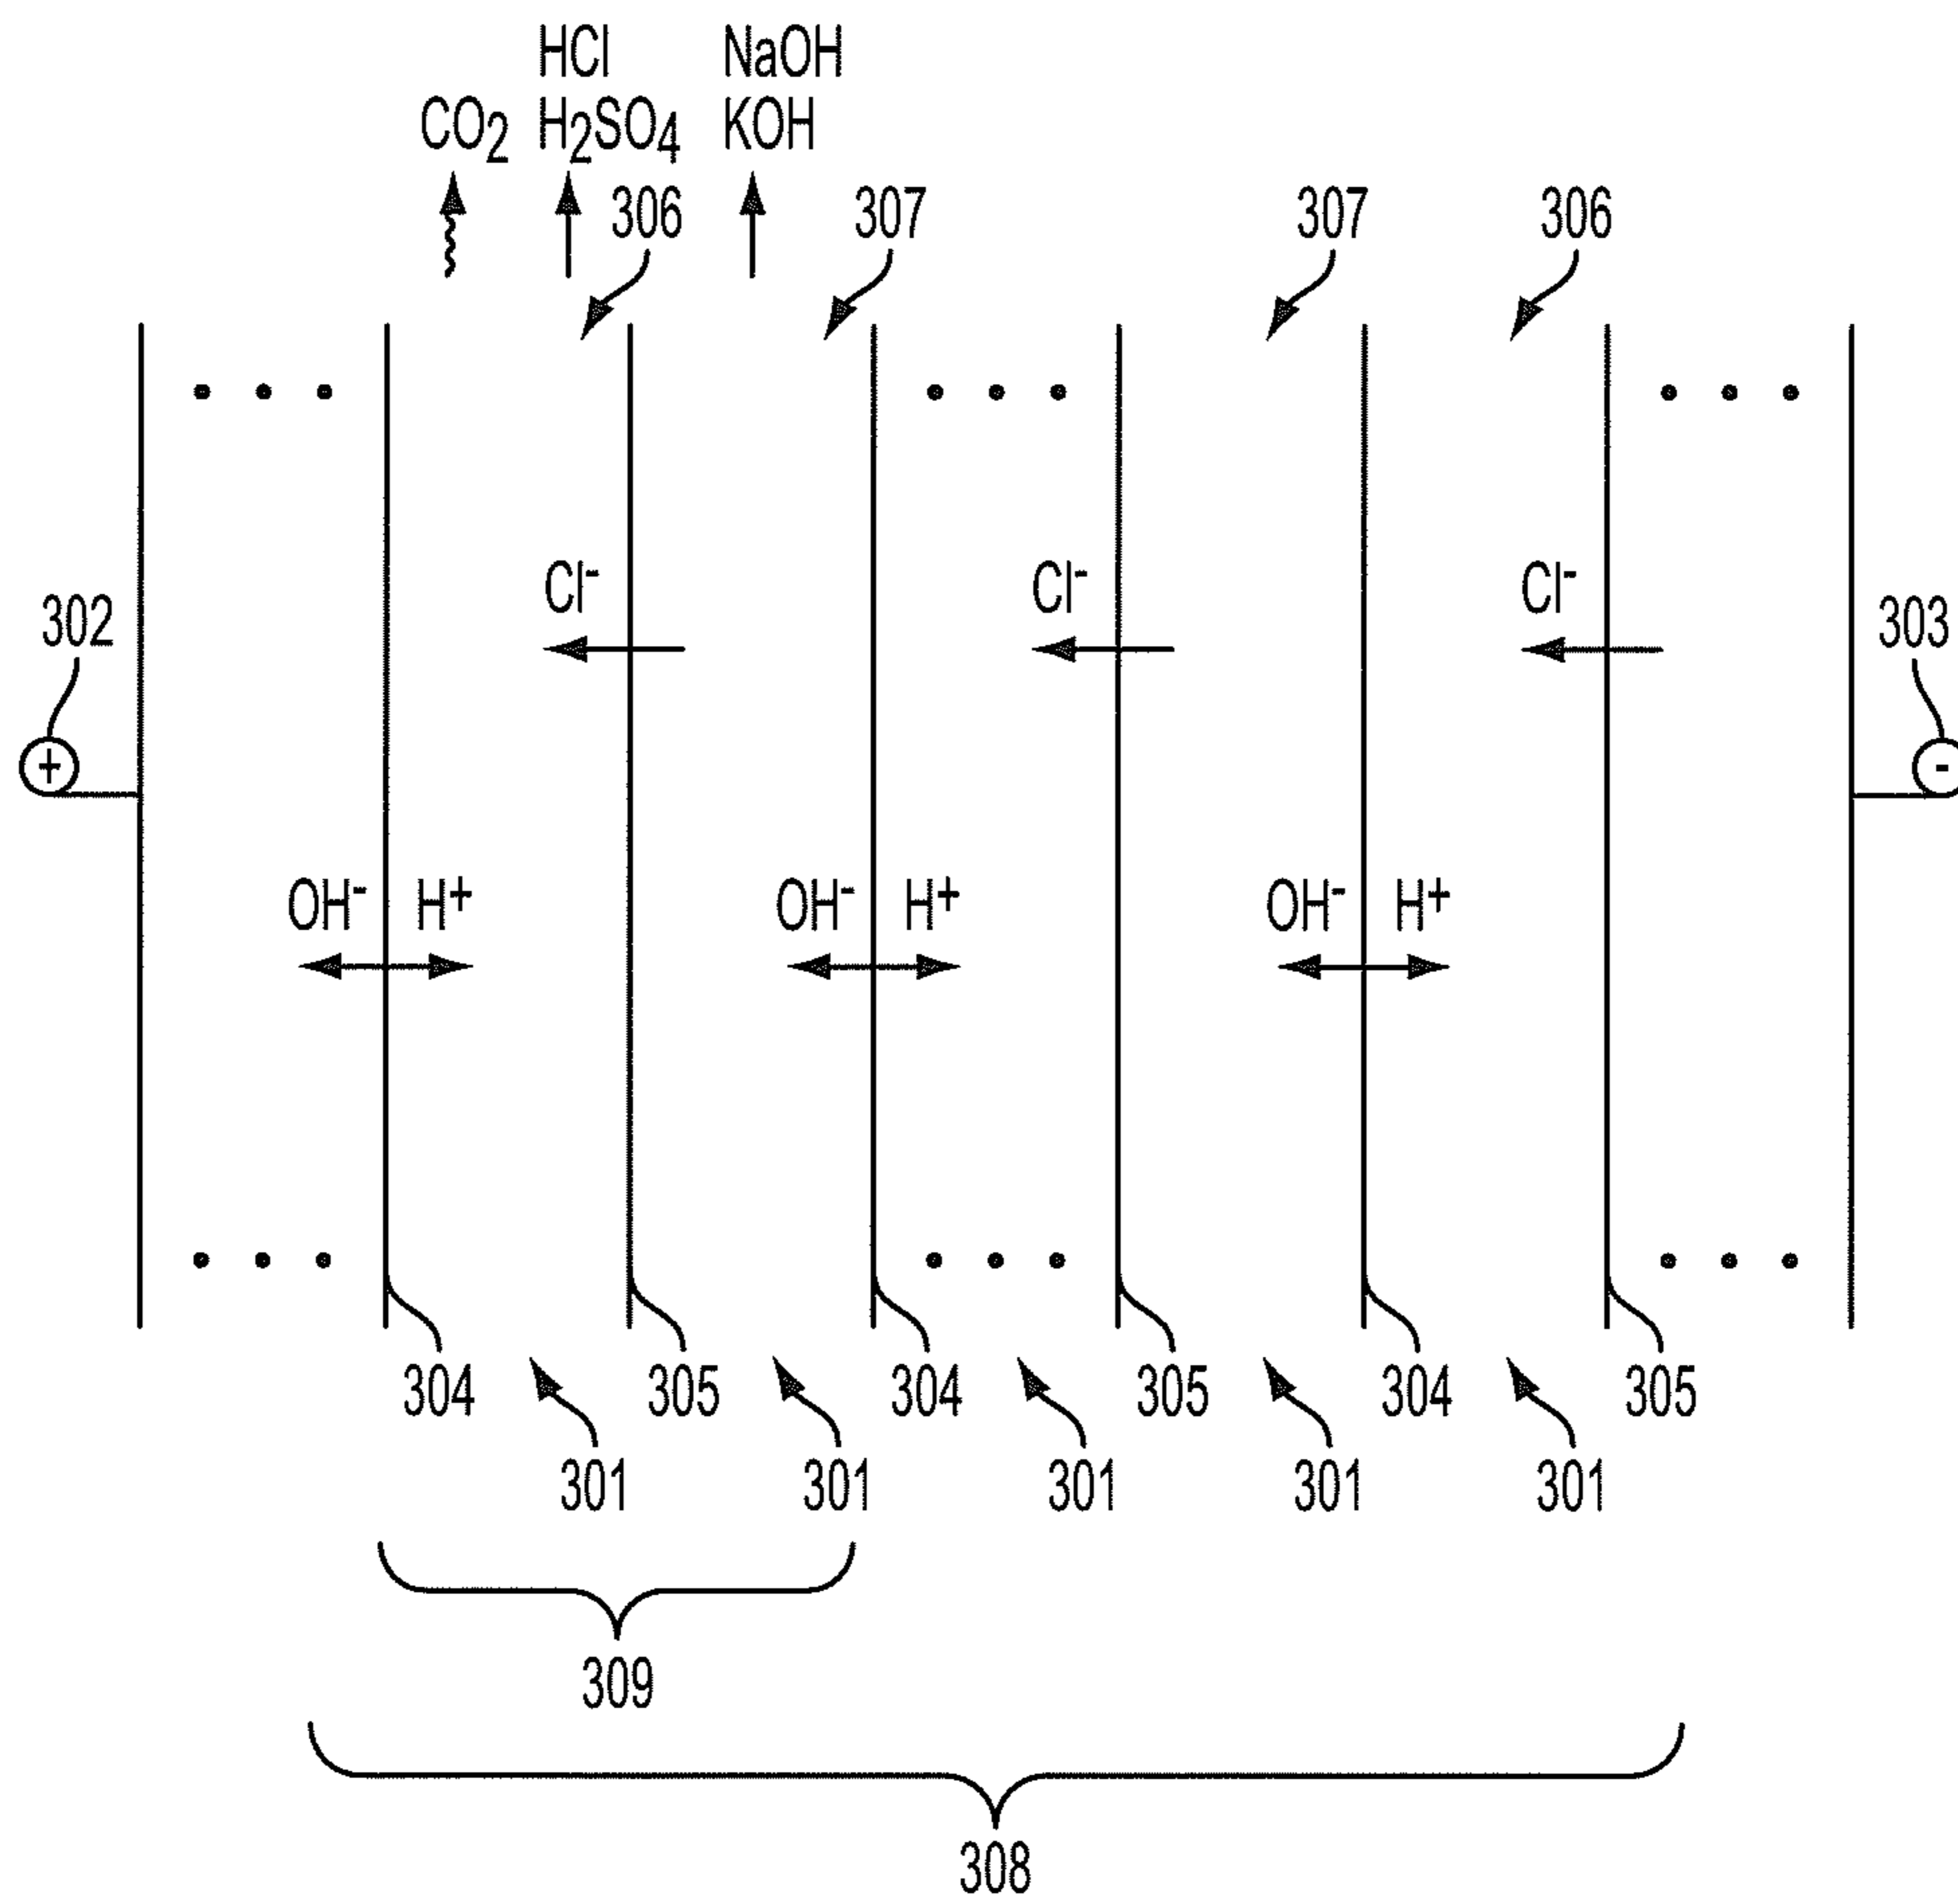 HCl NaOH
CO2 H2SO4 KOH
306 307 307 306
Cl- Cl- Cl-
302 303
+ -
OH- H+ OH- H+ OH- H+
304 305 304 305 304 305
301 301 301 301 301
309
308